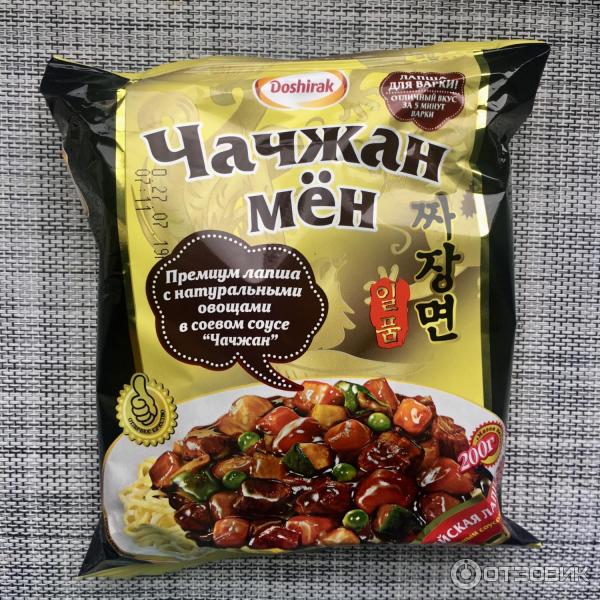 Doshirak
ЛАПША
ДЛЯ ВАРКИ!
ОТЛИЧНЫЙ ВКУС
ЗА 5 МИНУТ
ВАРКИ
Чачжан
мён
짜장면
일품
Премиум лапша
с натуральными
овощами
в соевом соусе
"Чачжан"
200г
ОТЗОВИК